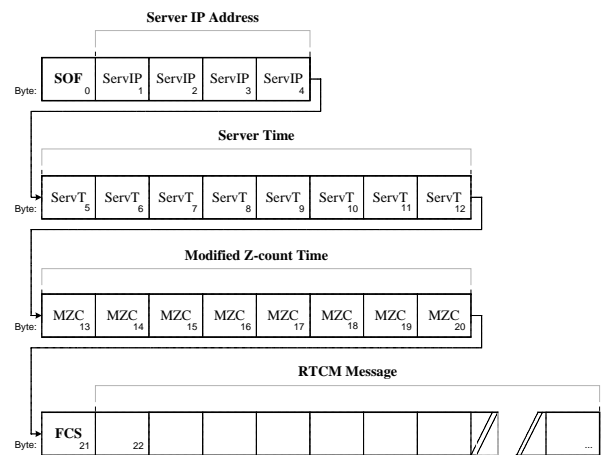 Server IP Address
SOF ServIP ServIP ServIP ServIP
Byte: 0 1 2 3 4
Server Time
ServT ServT ServT ServT ServT ServT ServT ServT
Byte: 5 6 7 8 9 10 11 12
Modified Z-count Time
MZC MZC MZC MZC MZC MZC MZC MZC
Byte: 13 14 15 16 17 18 19 20
RTCM Message
FCS
Byte: 21 22 ...